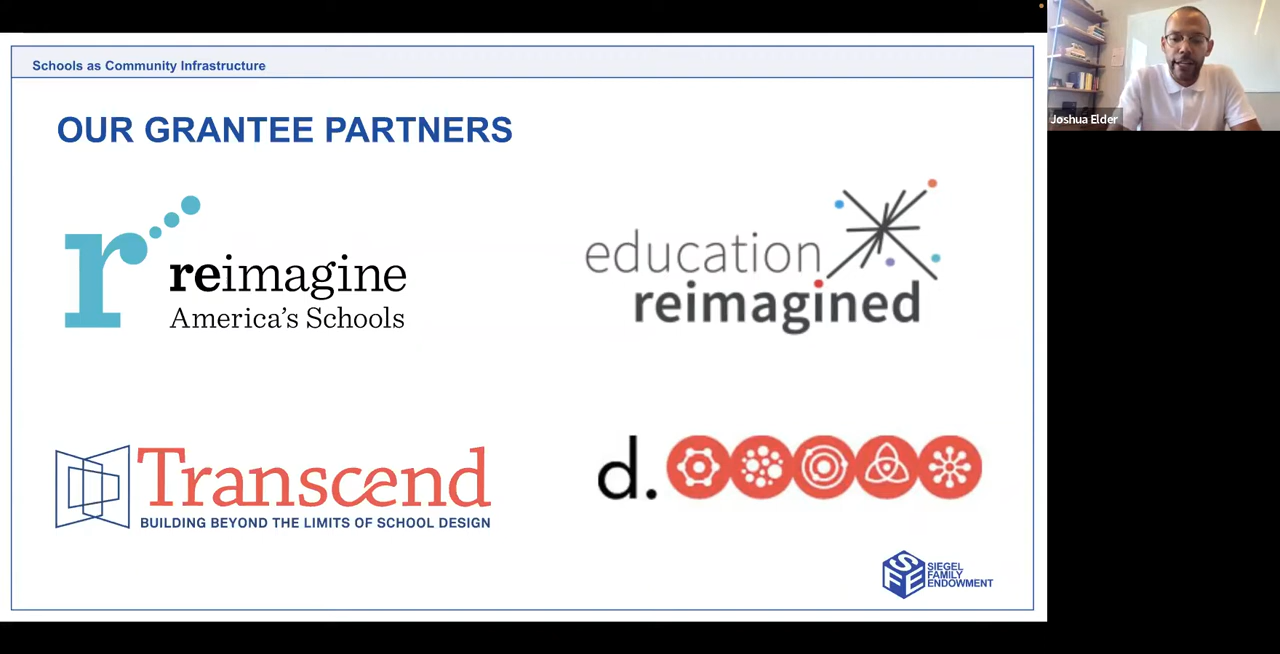 Schools as Community Infrastructure
OUR GRANTEE PARTNERS
r
reimagine
America's Schools
education
reimagined
Transcend
BUILDING BEYOND THE LIMITS OF SCHOOL DESIGN
d.
SFE
SIEGEL
FAMILY
ENDOWMENT
Joshua Elder